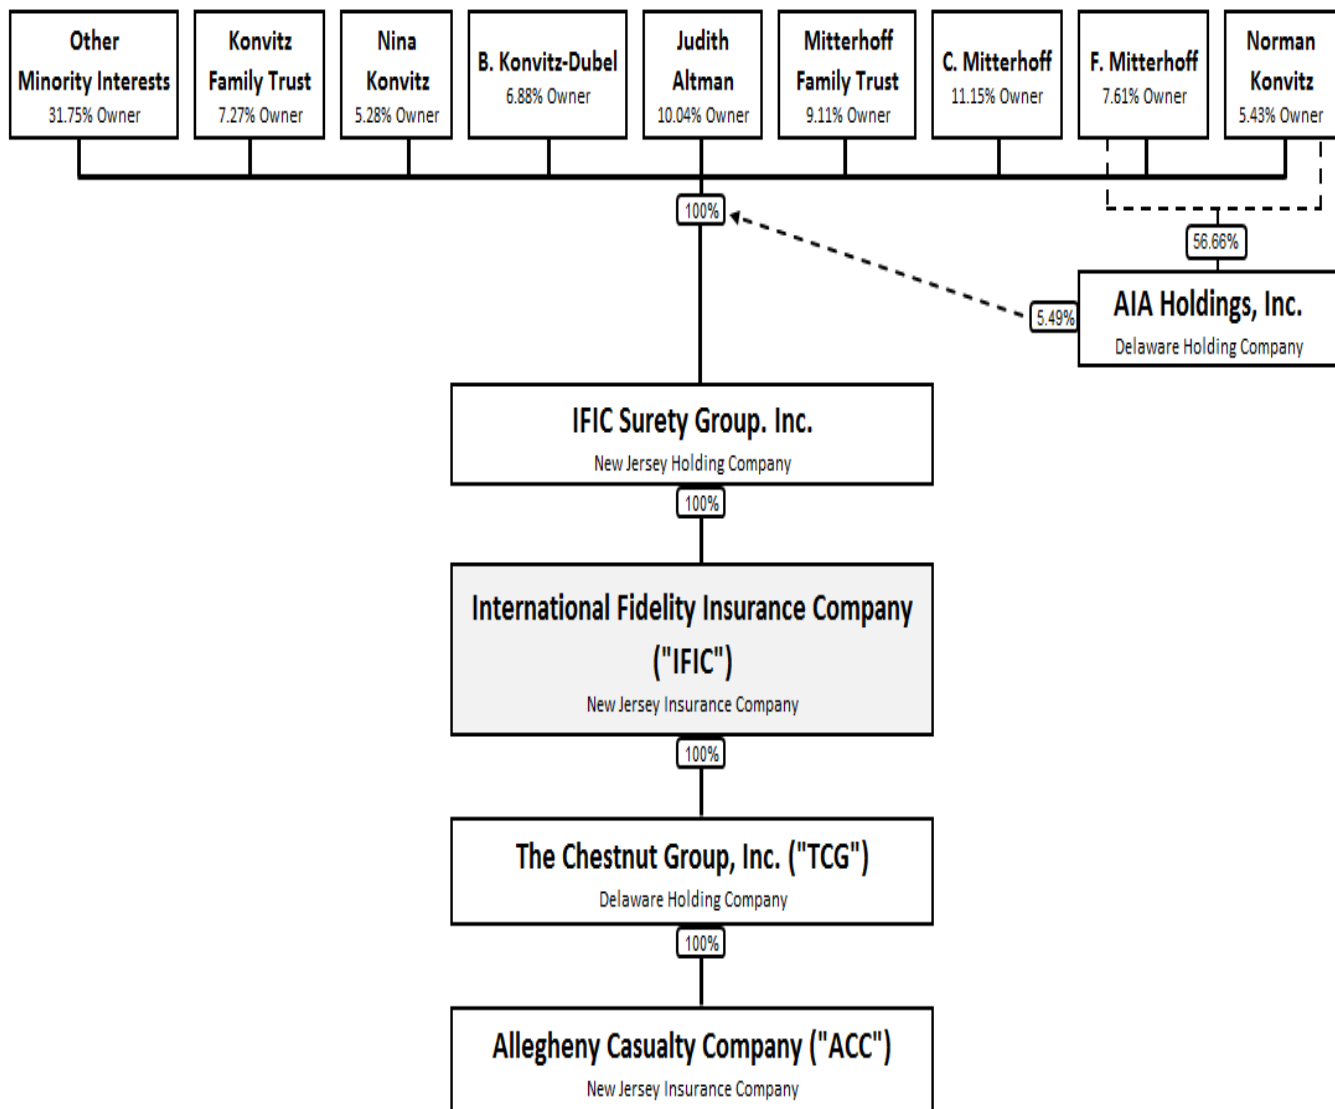 Other
Minority Interests
31.75% Owner
Konvitz
Family Trust
7.27% Owner
Nina
Konvitz
5.28% Owner
B. Konvitz-Dubel
6.88% Owner
Judith
Altman
10.04% Owner
Mitterhoff
Family Trust
9.11% Owner
C. Mitterhoff
11.15% Owner
F. Mitterhoff
7.61% Owner
Norman
Konvitz
5.43% Owner
100%
56.66%
AIA Holdings, Inc.
Delaware Holding Company
5.49%
IFIC Surety Group. Inc.
New Jersey Holding Company
100%
International Fidelity Insurance Company
("IFIC")
New Jersey Insurance Company
100%
The Chestnut Group, Inc. ("TCG")
Delaware Holding Company
100%
Allegheny Casualty Company ("ACC")
New Jersey Insurance Company